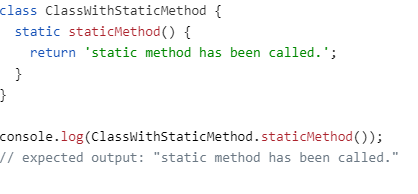 class ClassWithStaticMethod {
  static staticMethod() {
    return 'static method has been called.';
  }
}

console.log(ClassWithStaticMethod.staticMethod());
// expected output: "static method has been called."